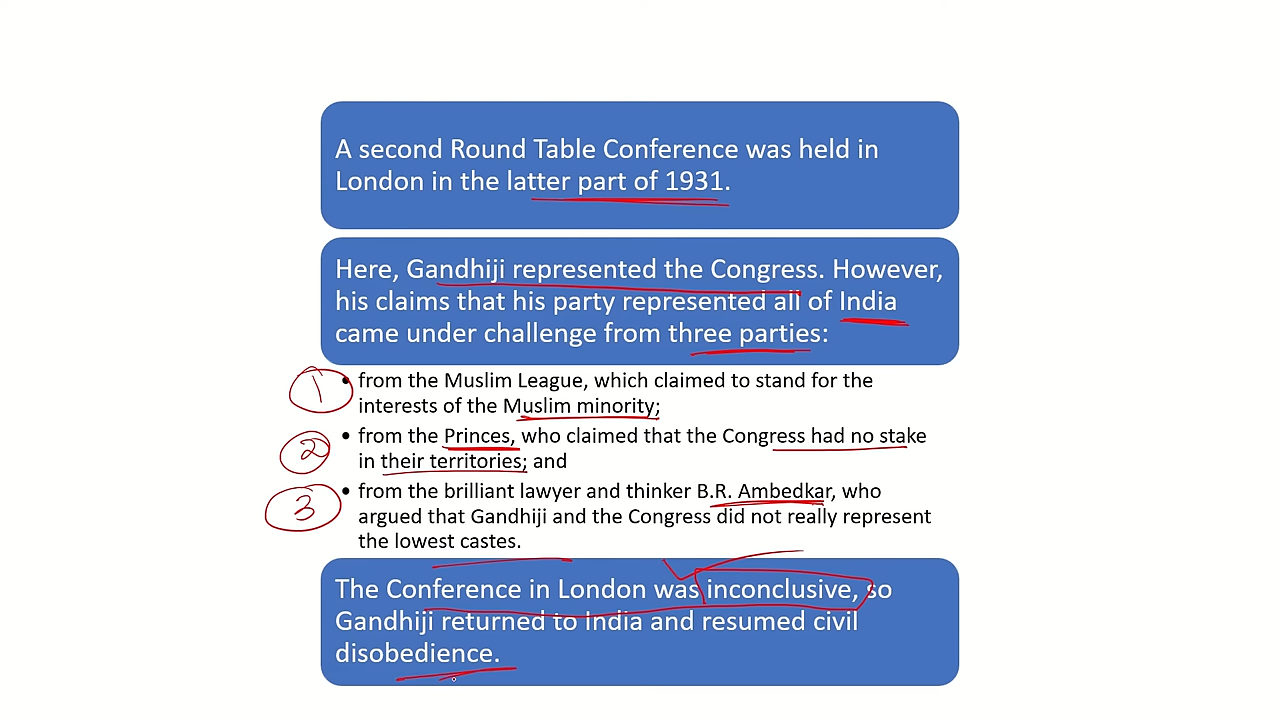 A second Round Table Conference was held in
London in the latter part of 1931.
Here, Gandhiji represented the Congress. However,
his claims that his party represented all of India
came under challenge from three parties:
1 • from the Muslim League, which claimed to stand for the
interests of the Muslim minority;
2 • from the Princes, who claimed that the Congress had no stake
in their territories; and
3 • from the brilliant lawyer and thinker B.R. Ambedkar, who
argued that Gandhiji and the Congress did not really represent
the lowest castes.
The Conference in London was inconclusive, so
Gandhiji returned to India and resumed civil
disobedience.